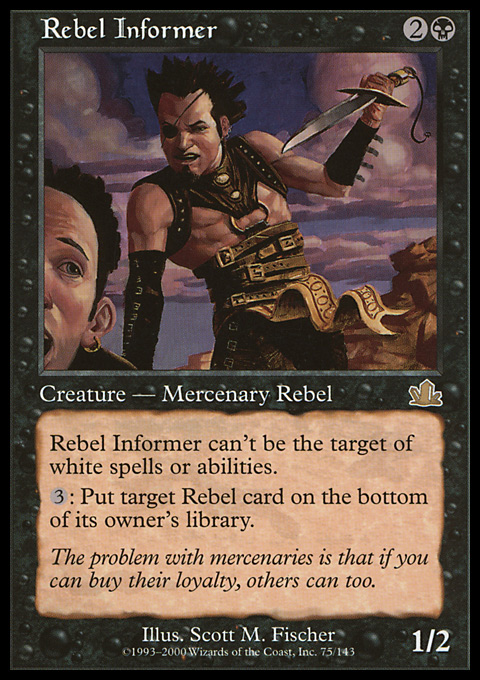 Rebel Informer 2
Creature — Mercenary Rebel
Rebel Informer can't be the target of
white spells or abilities.
3: Put target Rebel card on the bottom
of its owner's library.
The problem with mercenaries is that if you
can buy their loyalty, others can too.
Illus. Scott M. Fischer
1/2
©1993–2000 Wizards of the Coast, Inc. 75/143